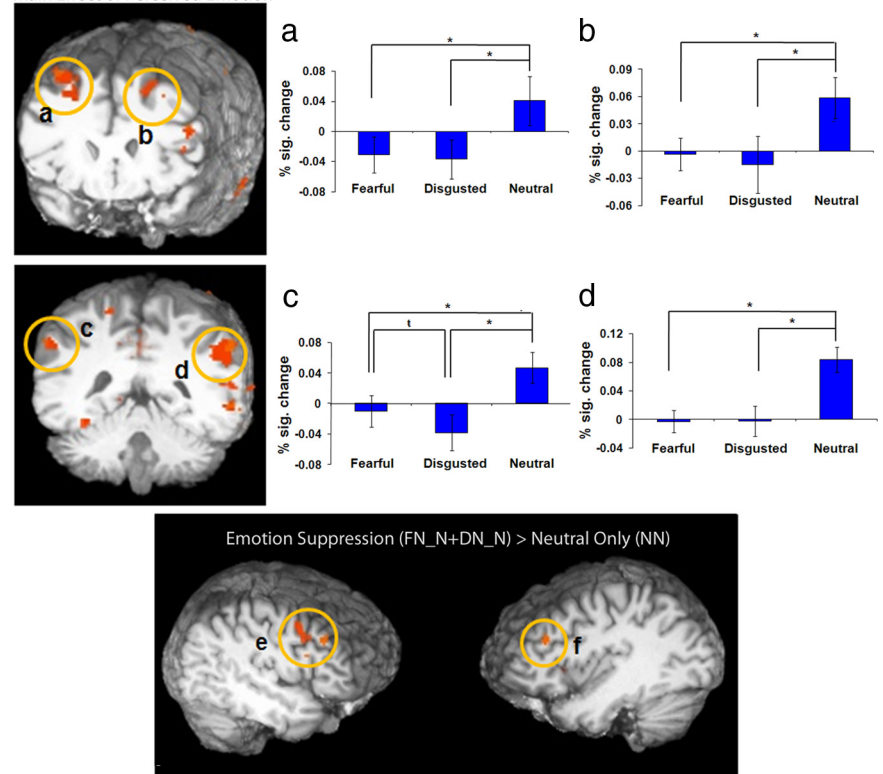 a
b
a
b
* 
*
% sig. change
0.08
0.04
0
-0.04
-0.08
Fearful Disgusted Neutral
*
*
% sig. change
0.09
0.06
0.03
0
-0.03
-0.06
Fearful Disgusted Neutral
c
d
c
d
*
t *
% sig. change
0.08
0.04
0
-0.04
-0.08
Fearful Disgusted Neutral
*
*
% sig. change
0.12
0.08
0.04
0
-0.04
Fearful Disgusted Neutral
Emotion Suppression (FN_N+DN_N) > Neutral Only (NN)
e
f